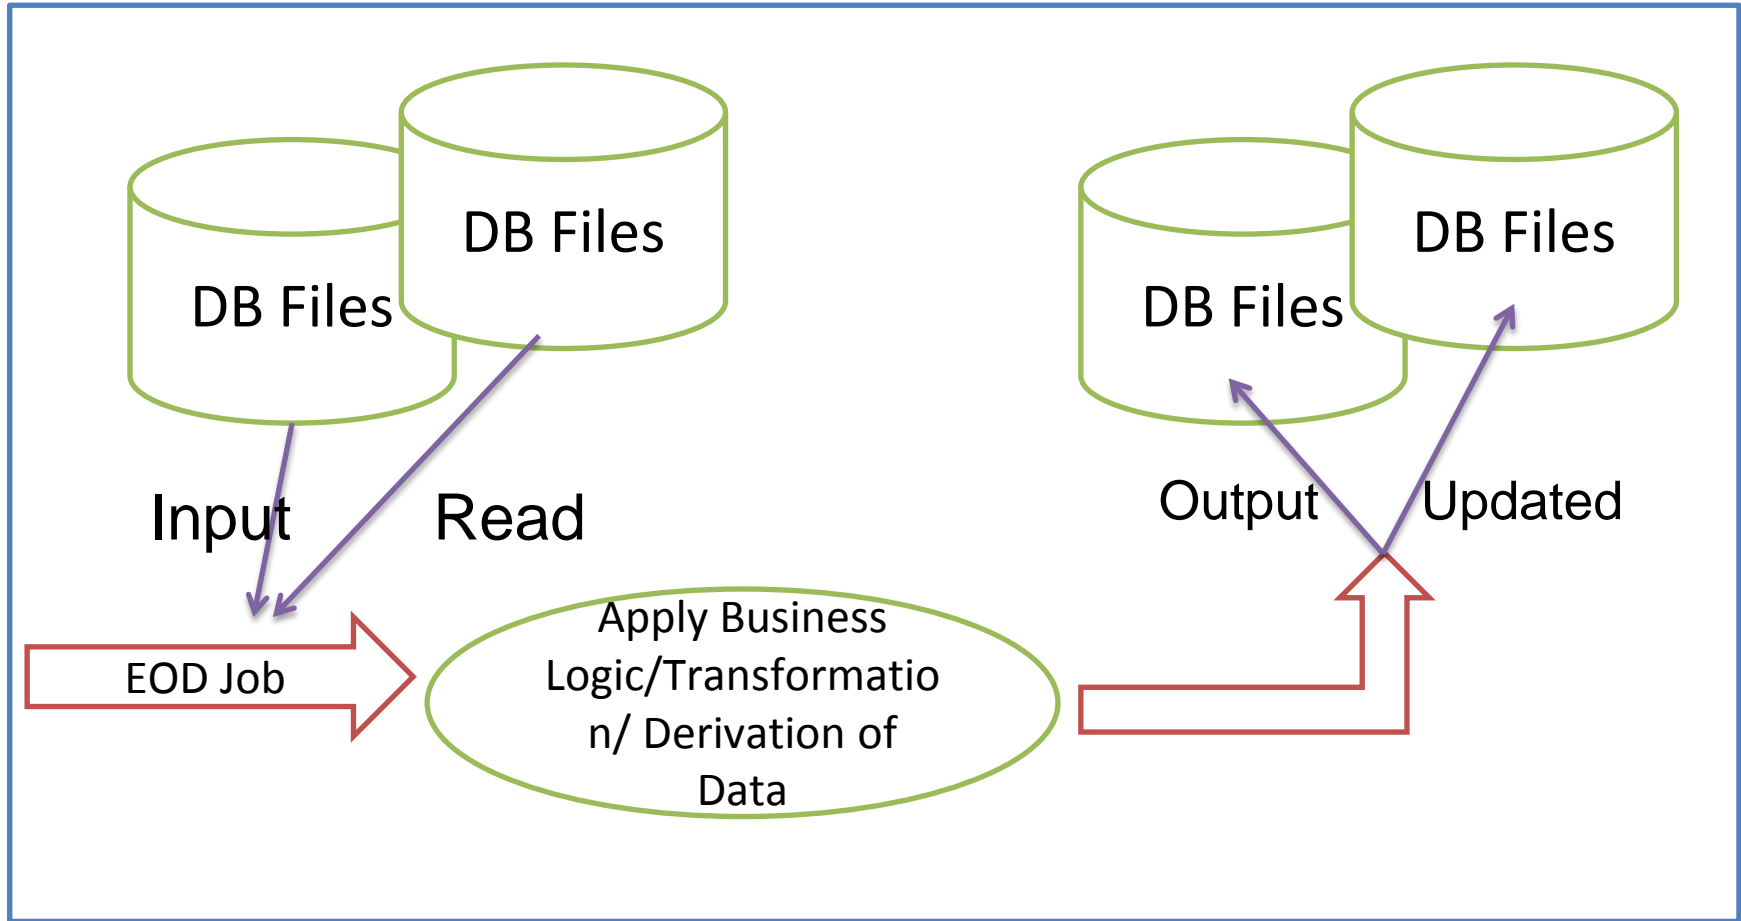 DB Files
DB Files
Input
Read
EOD Job
Apply Business
Logic/Transformatio
n/ Derivation of
Data
DB Files
DB Files
Output
Updated